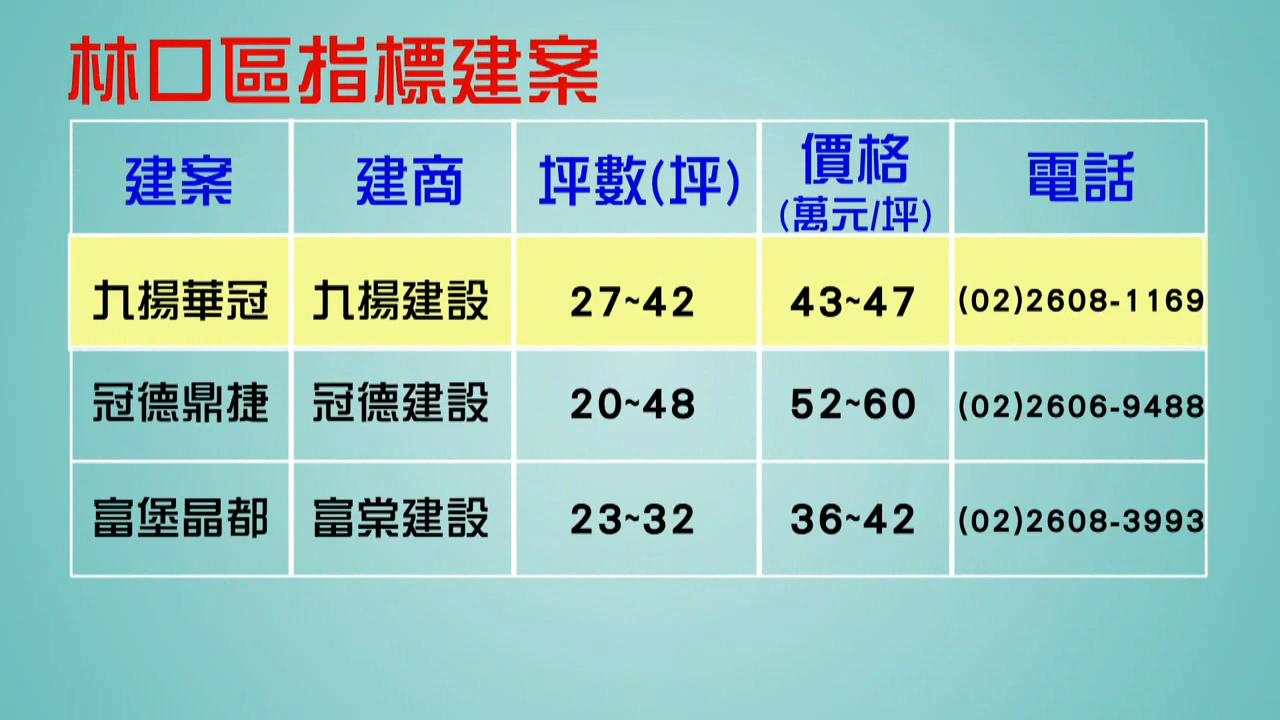 林口區指標建案
建案 建商 坪數(坪) 價格 電話
(萬元/坪)
九揚華冠 九揚建設 27~42 43~47 (02)2608-1169
冠德鼎捷 冠德建設 20~48 52~60 (02)2606-9488
富堡晶都 富棠建設 23~32 36~42 (02)2608-3993